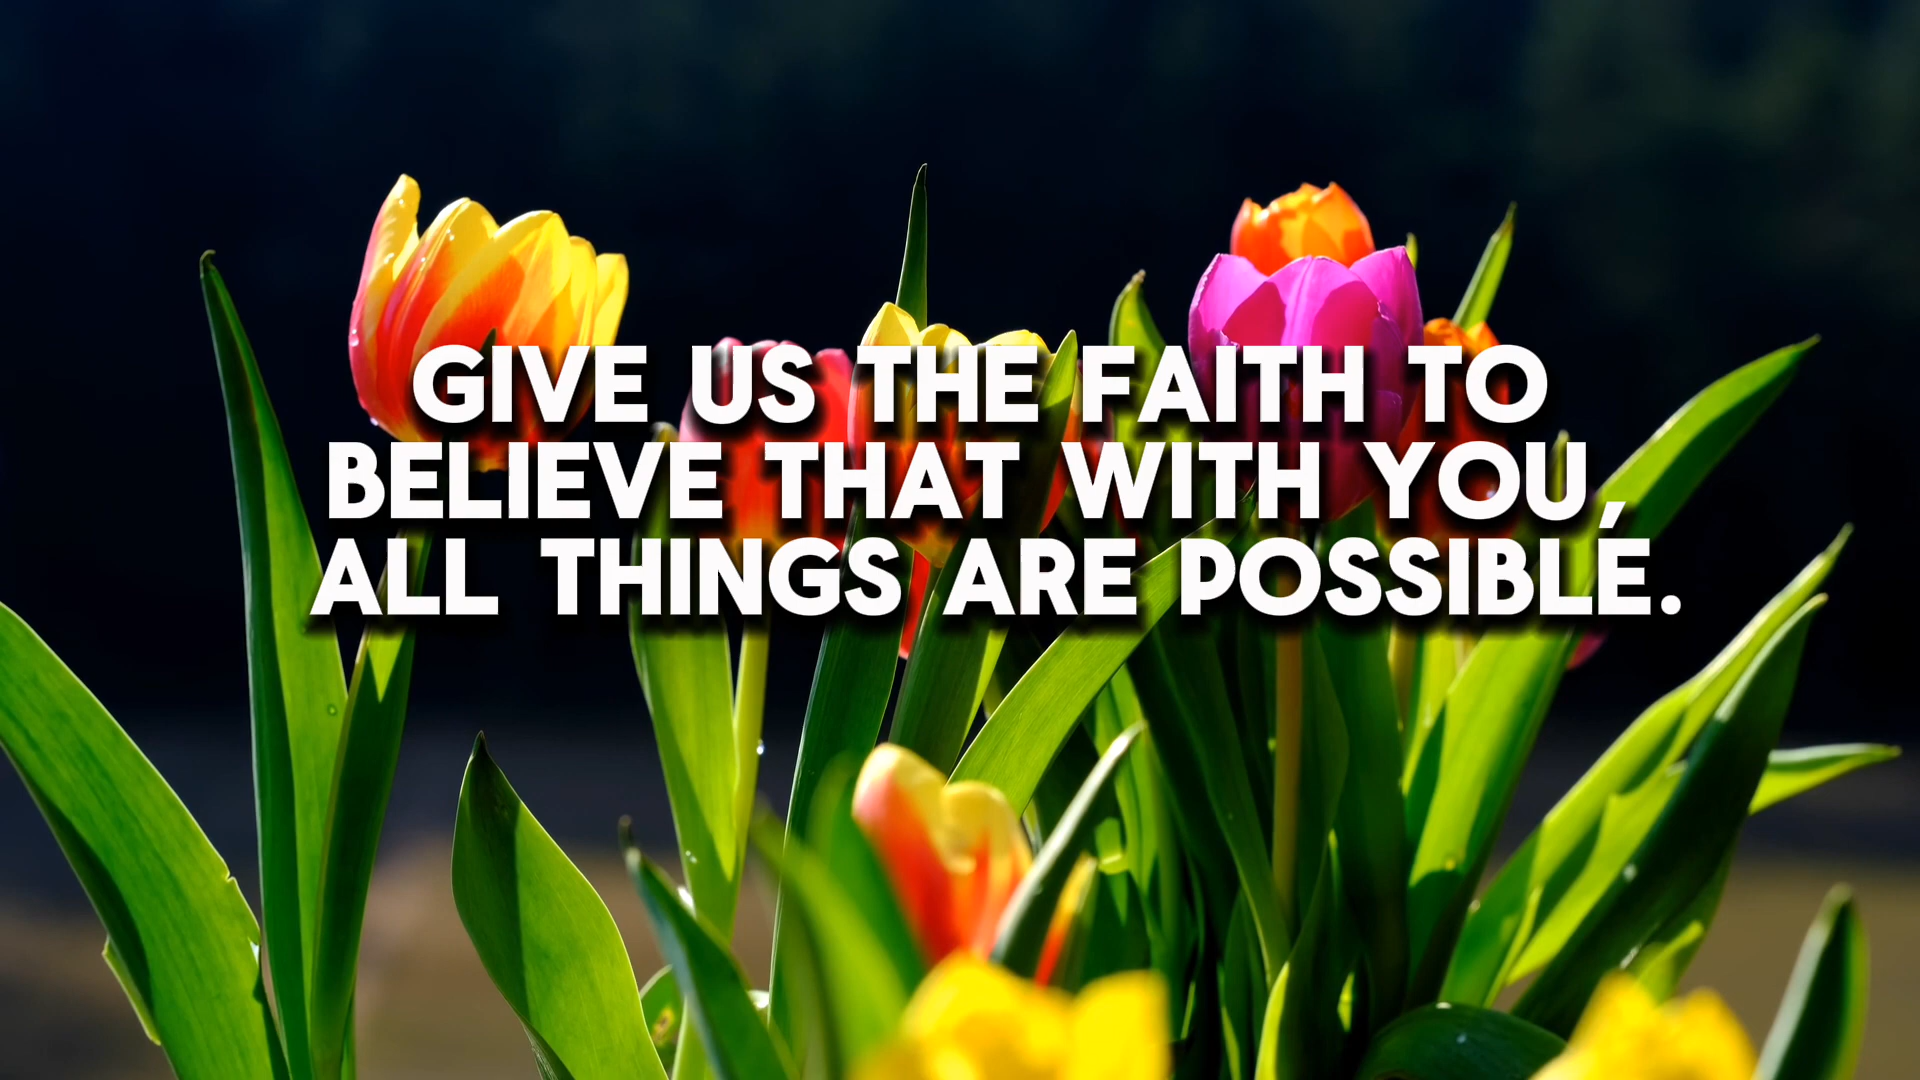 GIVE US THE FAITH TO
BELIEVE THAT WITH YOU,
ALL THINGS ARE POSSIBLE.